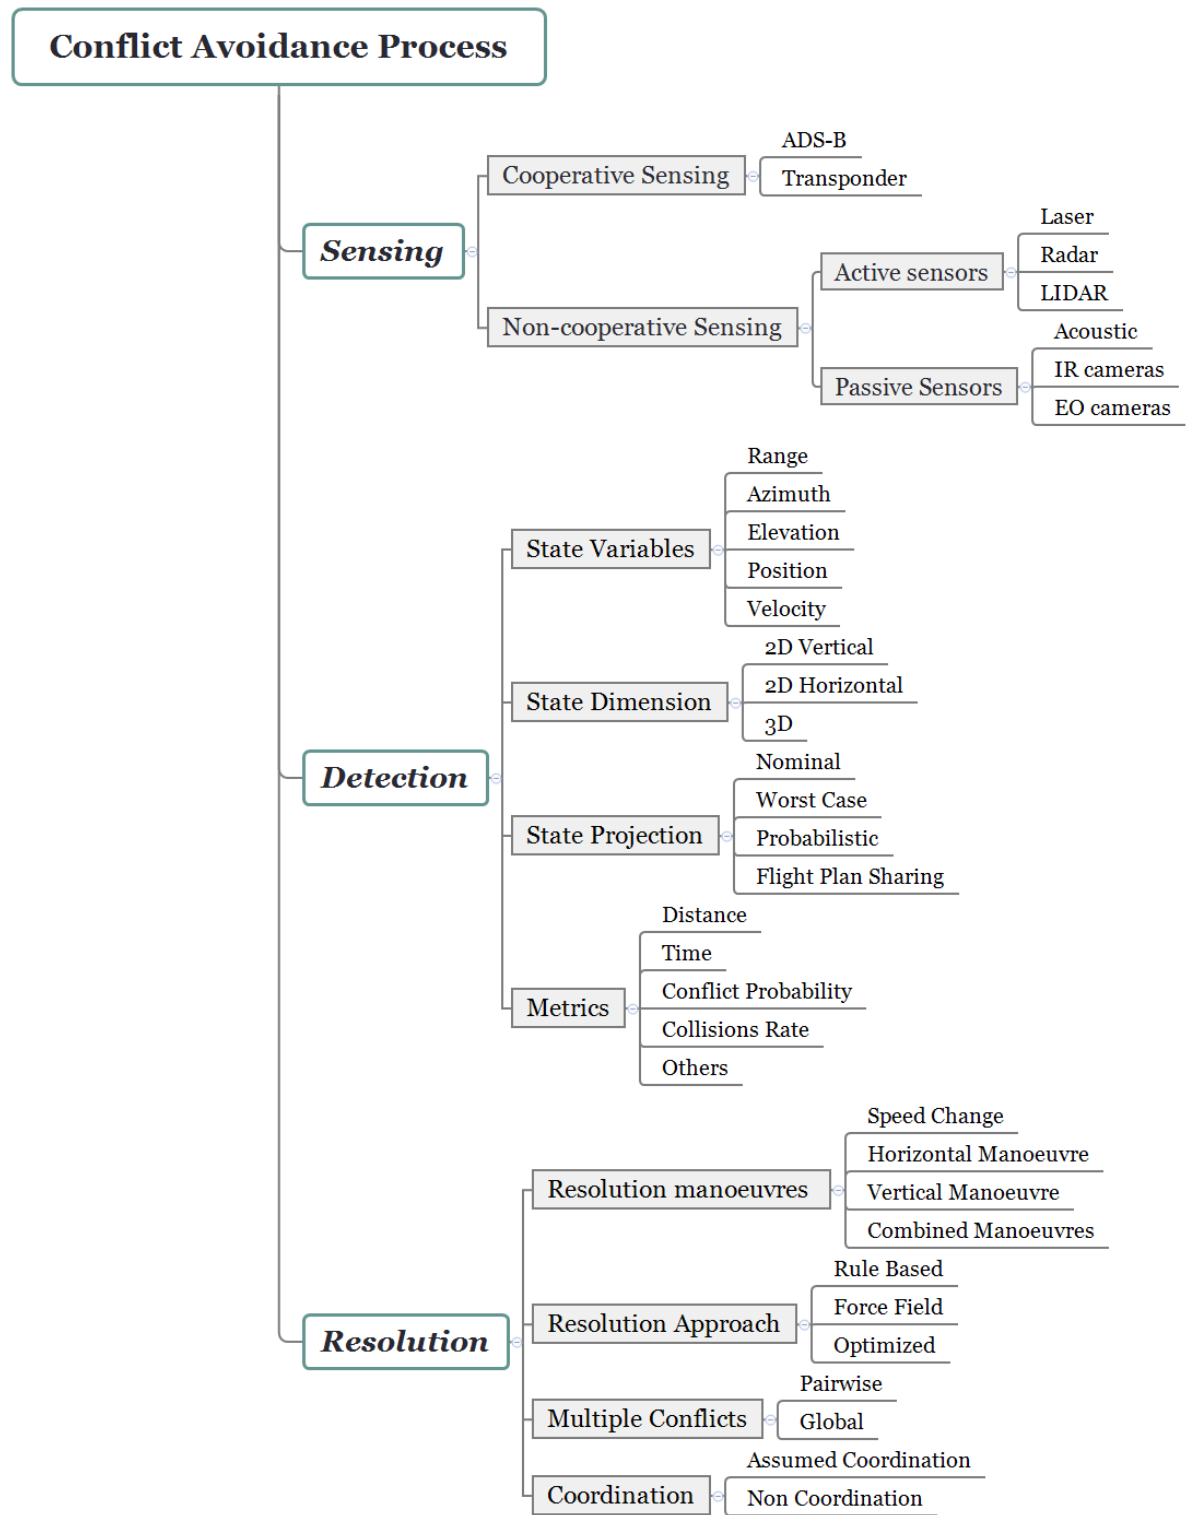 Conflict Avoidance Process
Sensing
Cooperative Sensing
ADS-B
Transponder
Non-cooperative Sensing
Active sensors
Laser
Radar
LIDAR
Passive Sensors
Acoustic
IR cameras
EO cameras
Detection
State Variables
Range
Azimuth
Elevation
Position
Velocity
State Dimension
2D Vertical
2D Horizontal
3D
State Projection
Nominal
Worst Case
Probabilistic
Flight Plan Sharing
Metrics
Distance
Time
Conflict Probability
Collisions Rate
Others
Resolution
Resolution manoeuvres
Speed Change
Horizontal Manoeuvre
Vertical Manoeuvre
Combined Manoeuvres
Resolution Approach
Rule Based
Force Field
Optimized
Multiple Conflicts
Pairwise
Global
Coordination
Assumed Coordination
Non Coordination